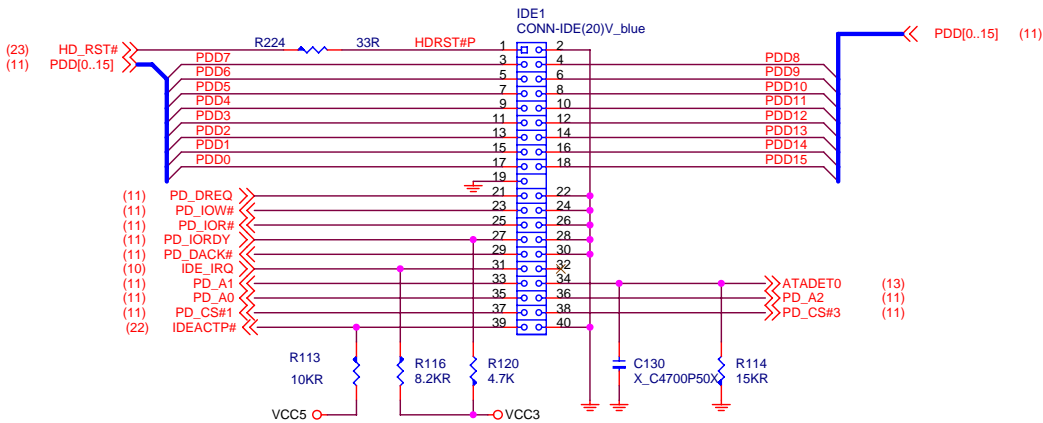 IDE1
CONN-IDE(20)V_blue
(23) HD_RST# R224 33R HDRST#P 1 2 PDD[0..15] (11)
(11) PDD[0..15]
PDD7 3 4 PDD8
PDD6 5 6 PDD9
PDD5 7 8 PDD10
PDD4 9 10 PDD11
PDD3 11 12 PDD12
PDD2 13 14 PDD13
PDD1 15 16 PDD14
PDD0 17 18 PDD15
19
(11) PD_DREQ 21 22
(11) PD_IOW# 23 24
(11) PD_IOR# 25 26
(11) PD_IORDY 27 28
(11) PD_DACK# 29 30
(10) IDE_IRQ 31 32
(11) PD_A1 33 34 ATADET0 (13)
(11) PD_A0 35 36 PD_A2 (11)
(11) PD_CS#1 37 38 PD_CS#3 (11)
(22) IDEACTP# 39 40
R113 R116 R120 C130 R114
10KR 8.2KR 4.7K X_C4700P50X 15KR
VCC5 VCC3